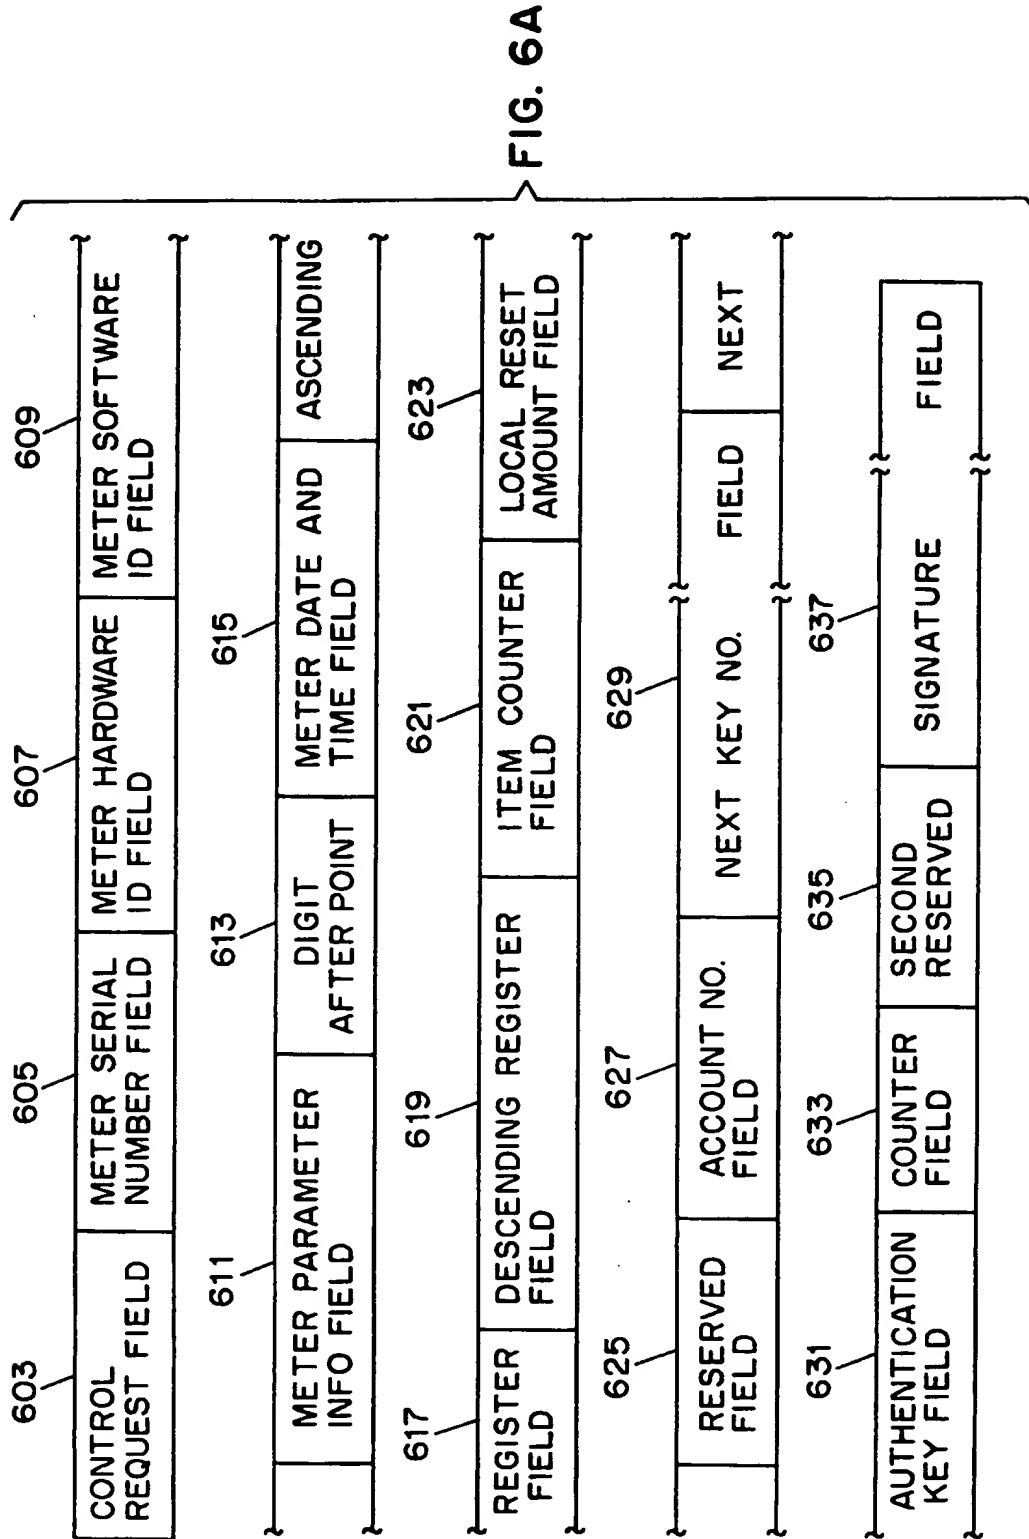 603
605
607
609
CONTROL
REQUEST FIELD
METER SERIAL
NUMBER FIELD
METER HARDWARE
ID FIELD
METER SOFTWARE
ID FIELD
611
613
615
METER PARAMETER
INFO FIELD
DIGIT
AFTER POINT
METER DATE AND
TIME FIELD
ASCENDING
617
619
621
623
REGISTER
FIELD
DESCENDING REGISTER
FIELD
ITEM COUNTER
FIELD
LOCAL RESET
AMOUNT FIELD
625
627
629
RESERVED
FIELD
ACCOUNT NO.
FIELD
NEXT KEY NO.
FIELD
NEXT
631
633
635
637
AUTHENTICATION
KEY FIELD
COUNTER
FIELD
SECOND
RESERVED
SIGNATURE
FIELD
FIG. 6A